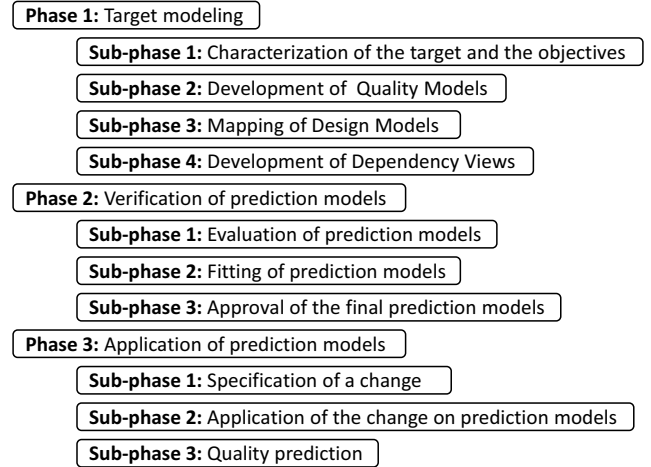 Phase 1: Target modeling
Sub-phase 1: Characterization of the target and the objectives
Sub-phase 2: Development of Quality Models
Sub-phase 3: Mapping of Design Models
Sub-phase 4: Development of Dependency Views
Phase 2: Verification of prediction models
Sub-phase 1: Evaluation of prediction models
Sub-phase 2: Fitting of prediction models
Sub-phase 3: Approval of the final prediction models
Phase 3: Application of prediction models
Sub-phase 1: Specification of a change
Sub-phase 2: Application of the change on prediction models
Sub-phase 3: Quality prediction